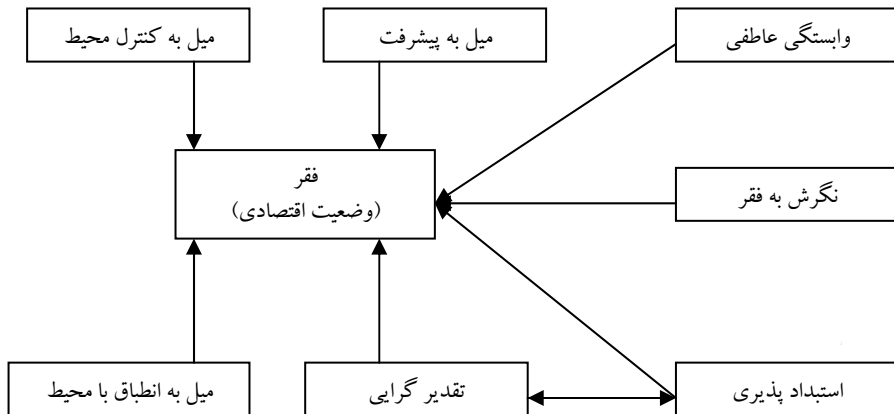 وابستگی عاطفی
میل به پیشرفت
میل به کنترل محیط
نگرش به فقر
فقر
(وضعیت اقتصادی)
استبداد پذیری
تقدیر گرایی
میل به انطباق با محیط